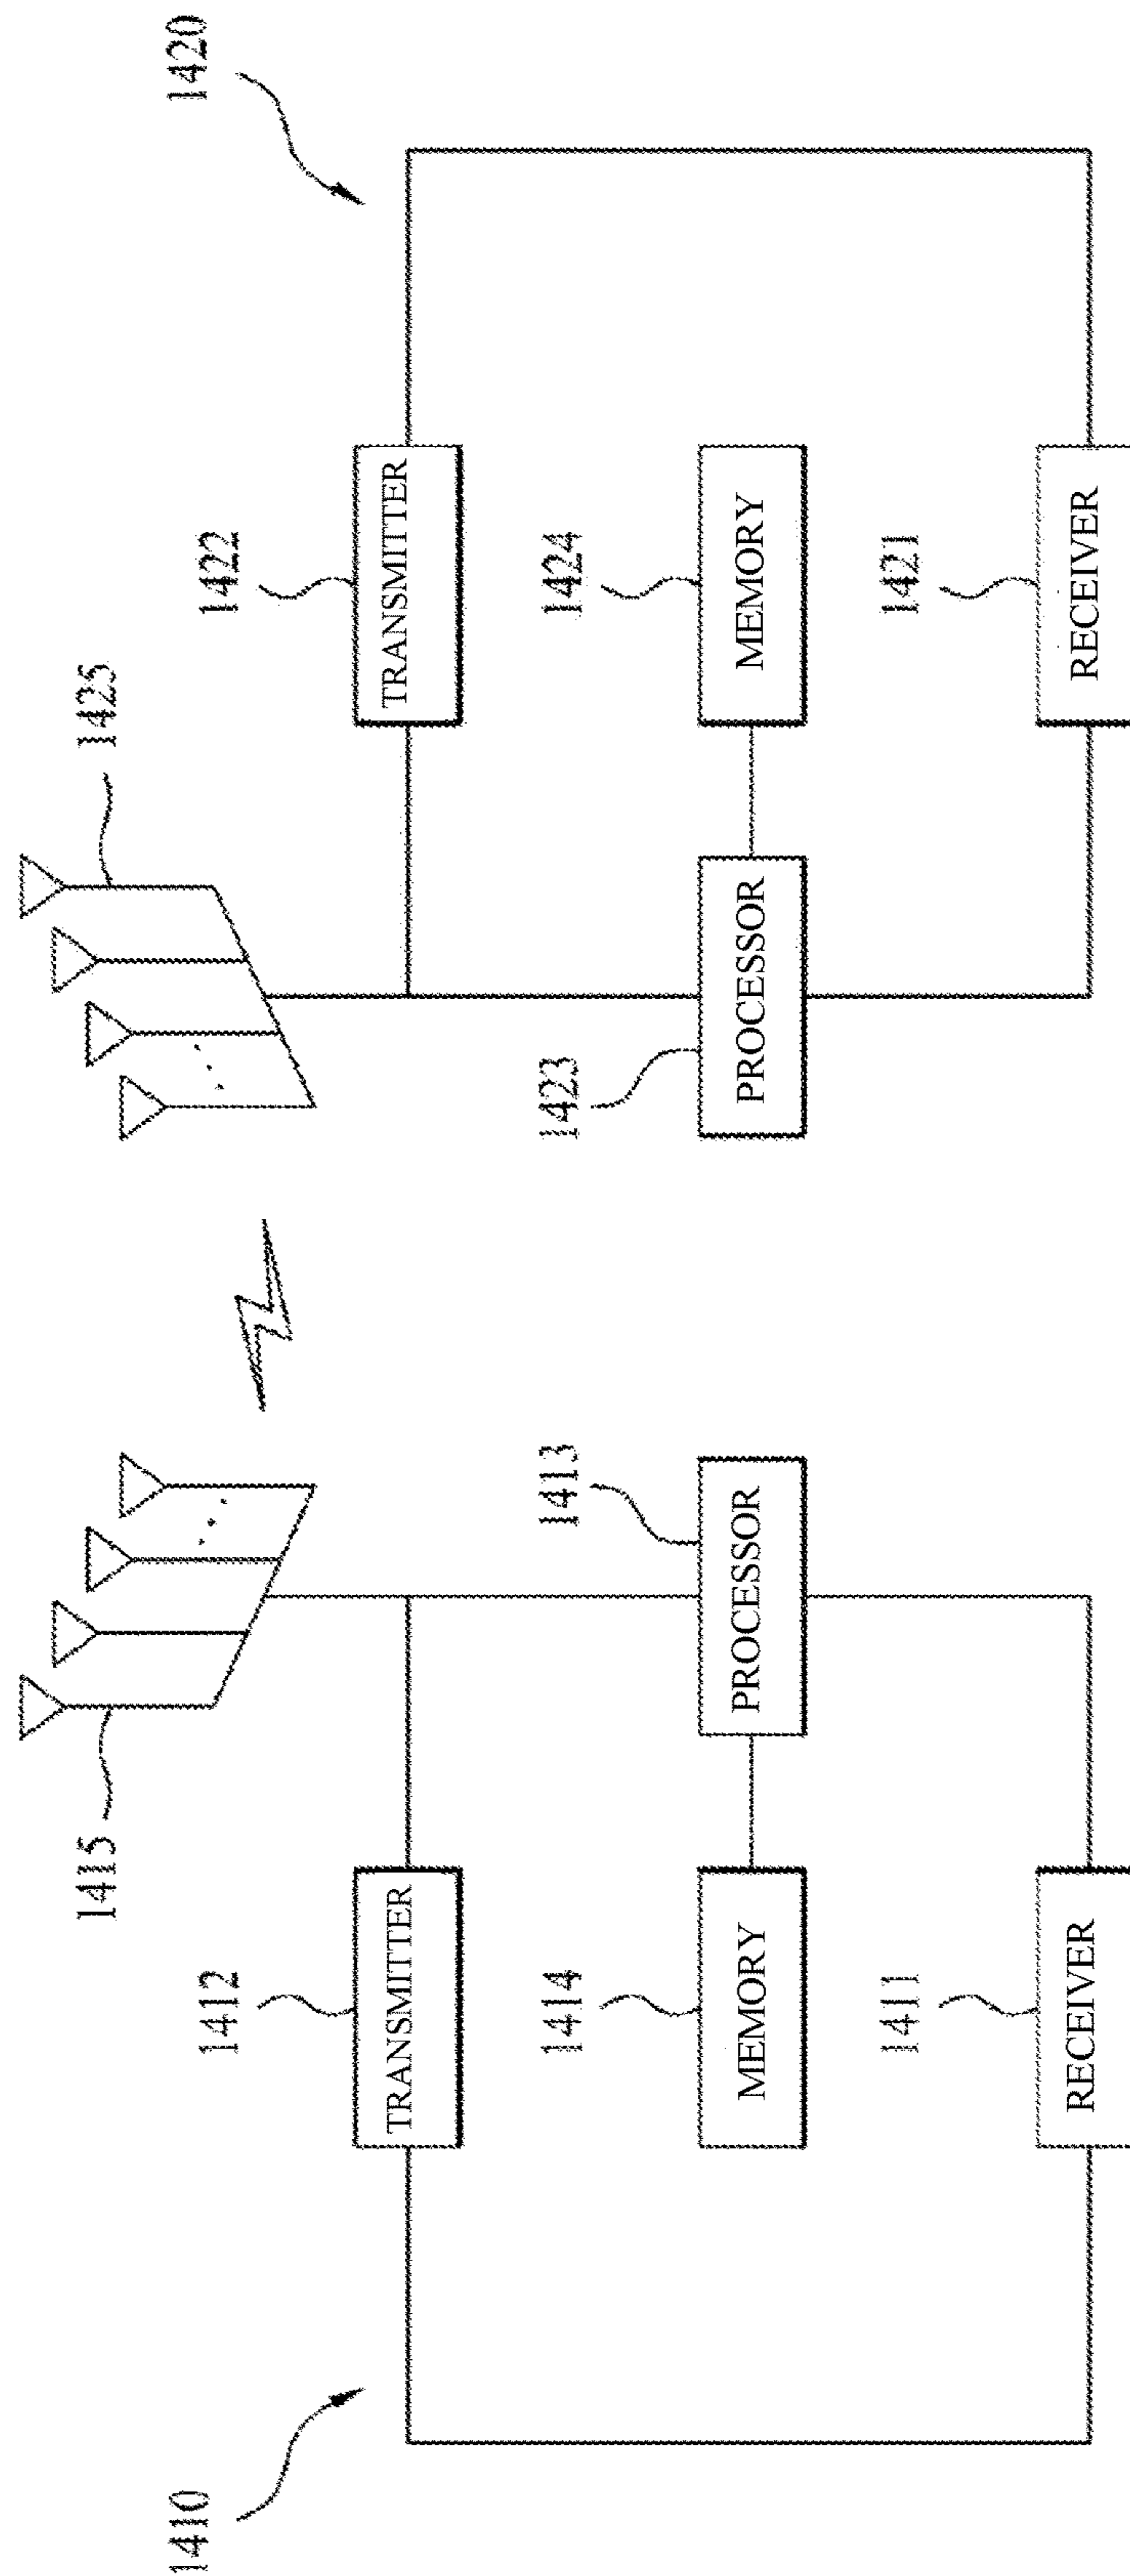 1410
1420
1415
1425
1412
TRANSMITTER
1422
TRANSMITTER
1414
MEMORY
1413
PROCESSOR
1423
PROCESSOR
1424
MEMORY
1411
RECEIVER
1421
RECEIVER